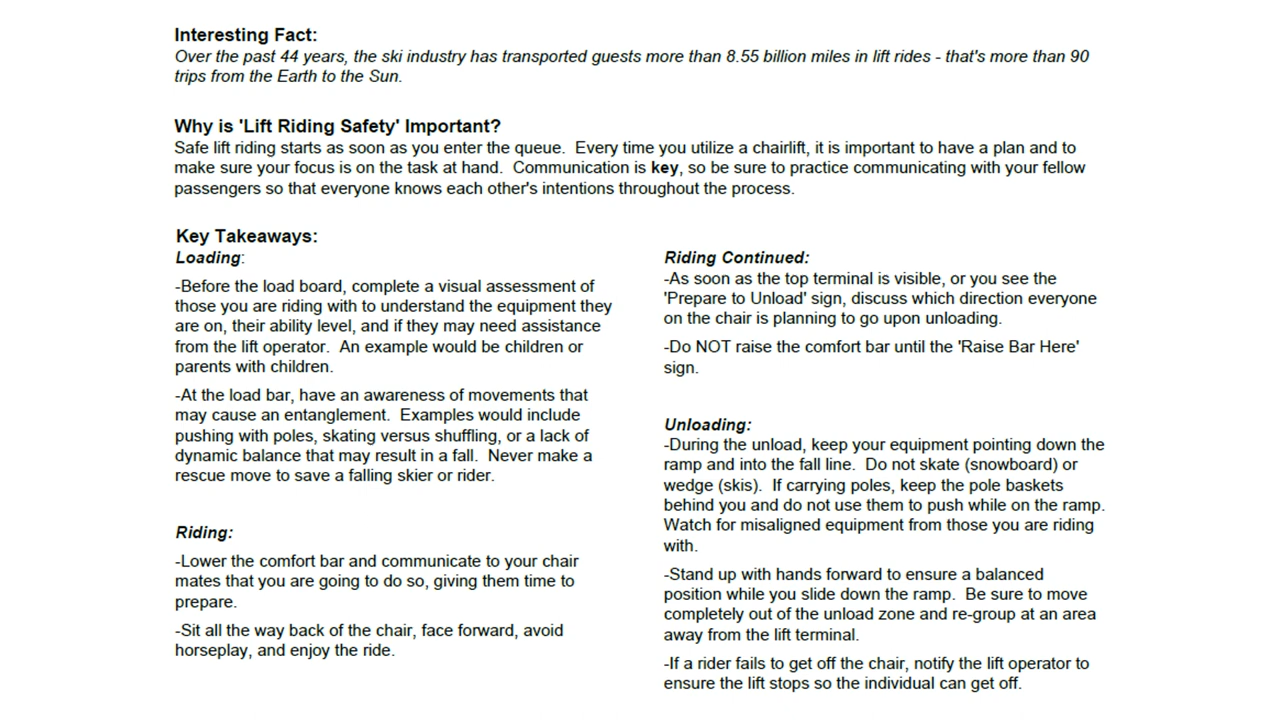 Interesting Fact:
Over the past 44 years, the ski industry has transported guests more than 8.55 billion miles in lift rides - that's more than 90
trips from the Earth to the Sun.
Why is 'Lift Riding Safety' Important?
Safe lift riding starts as soon as you enter the queue.  Every time you utilize a chairlift, it is important to have a plan and to
make sure your focus is on the task at hand.  Communication is key, so be sure to practice communicating with your fellow
passengers so that everyone knows each other's intentions throughout the process.
Key Takeaways:
Loading:
-Before the load board, complete a visual assessment of
those you are riding with to understand the equipment they
are on, their ability level, and if they may need assistance
from the lift operator.  An example would be children or
parents with children.
-At the load bar, have an awareness of movements that
may cause an entanglement.  Examples would include
pushing with poles, skating versus shuffling, or a lack of
dynamic balance that may result in a fall.  Never make a
rescue move to save a falling skier or rider.
Riding:
-Lower the comfort bar and communicate to your chair
mates that you are going to do so, giving them time to
prepare.
-Sit all the way back of the chair, face forward, avoid
horseplay, and enjoy the ride.
Riding Continued:
-As soon as the top terminal is visible, or you see the
'Prepare to Unload' sign, discuss which direction everyone
on the chair is planning to go upon unloading.
-Do NOT raise the comfort bar until the 'Raise Bar Here'
sign.
Unloading:
-During the unload, keep your equipment pointing down the
ramp and into the fall line.  Do not skate (snowboard) or
wedge (skis).  If carrying poles, keep the pole baskets
behind you and do not use them to push while on the ramp.
Watch for misaligned equipment from those you are riding
with.
-Stand up with hands forward to ensure a balanced
position while you slide down the ramp.  Be sure to move
completely out of the unload zone and re-group at an area
away from the lift terminal.
-If a rider fails to get off the chair, notify the lift operator to
ensure the lift stops so the individual can get off.